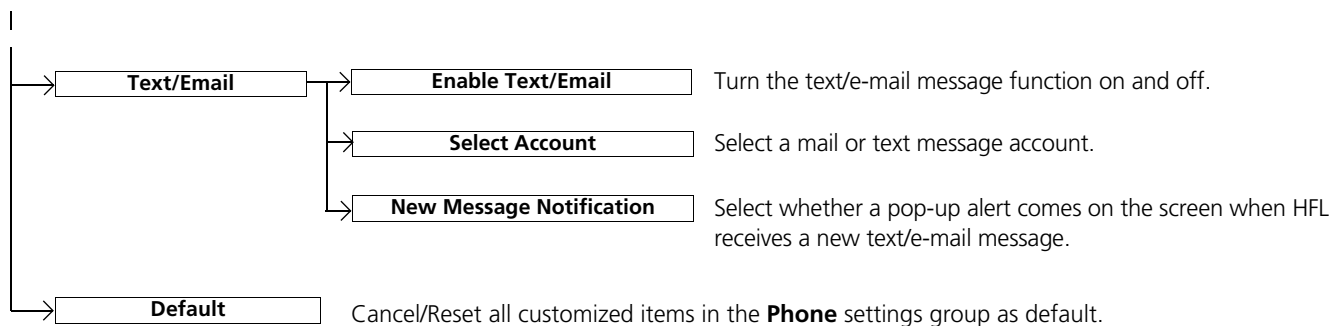 Text/Email
Enable Text/Email
Turn the text/e-mail message function on and off.
Select Account
Select a mail or text message account.
New Message Notification
Select whether a pop-up alert comes on the screen when HFL
receives a new text/e-mail message.
Default
Cancel/Reset all customized items in the Phone settings group as default.